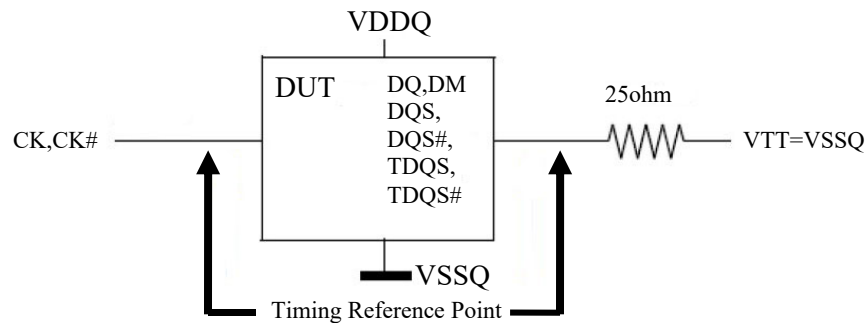 VDDQ
DUT
DQ,DM
DQS,
DQS#,
TDQS,
TDQS#
25ohm
CK,CK#
VTT=VSSQ
VSSQ
Timing Reference Point